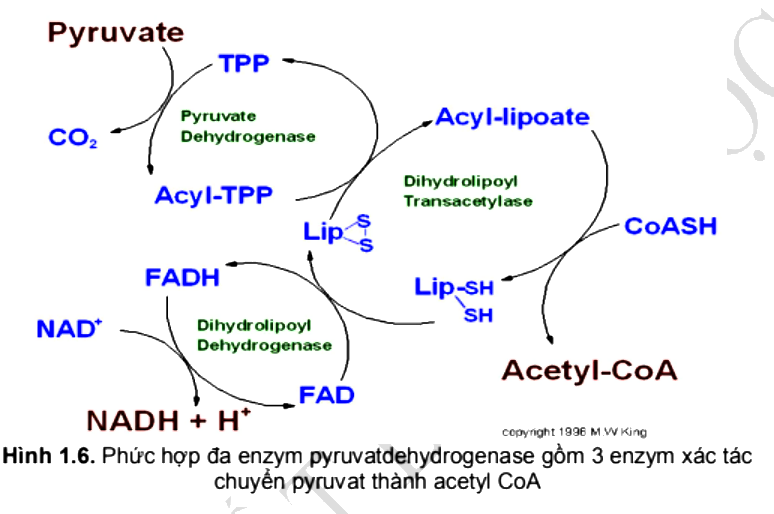 Pyruvate
TPP
Pyruvate
Dehydrogenase
CO₂
Acyl-TPP
Acyl-lipoate
Dihydrolipoyl
Transacetylase
Lip
S
S
CoASH
FADH
Lip-SH
SH
NAD⁺
Dihydrolipoyl
Dehydrogenase
FAD
Acetyl-CoA
NADH + H⁺
copyright 1996 M.W King
Hình 1.6. Phức hợp đa enzym pyruvatdehydrogenase gồm 3 enzym xác tác
chuyển pyruvat thành acetyl CoA